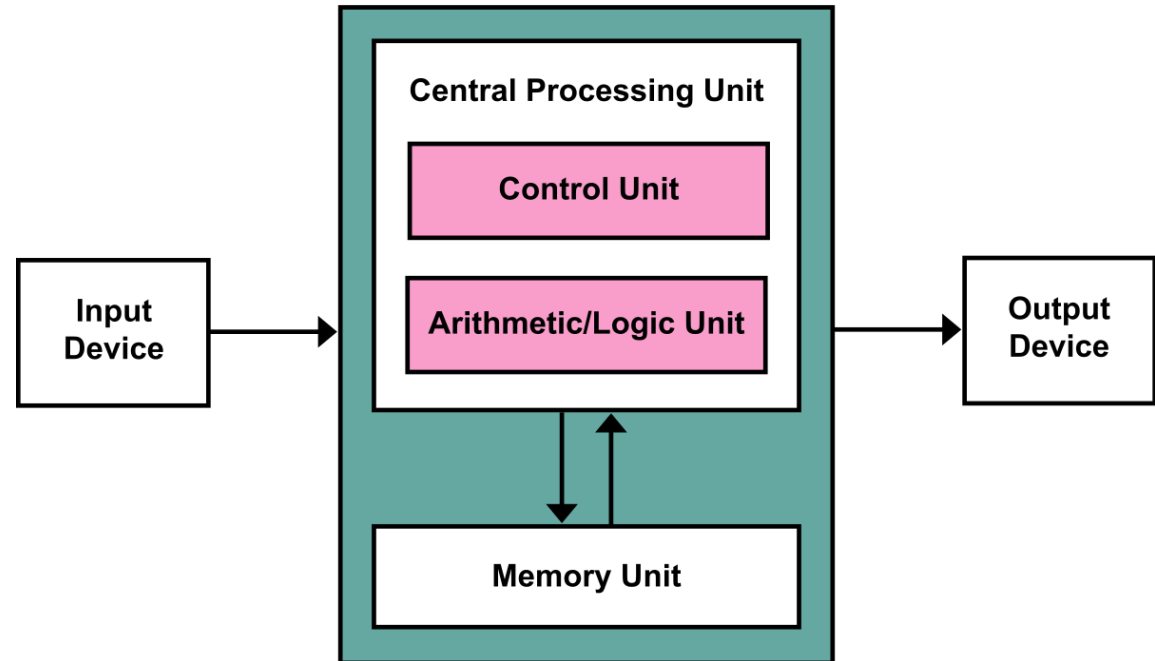 Central Processing Unit
Control Unit
Input
Device
Arithmetic/Logic Unit
Output
Device
Memory Unit